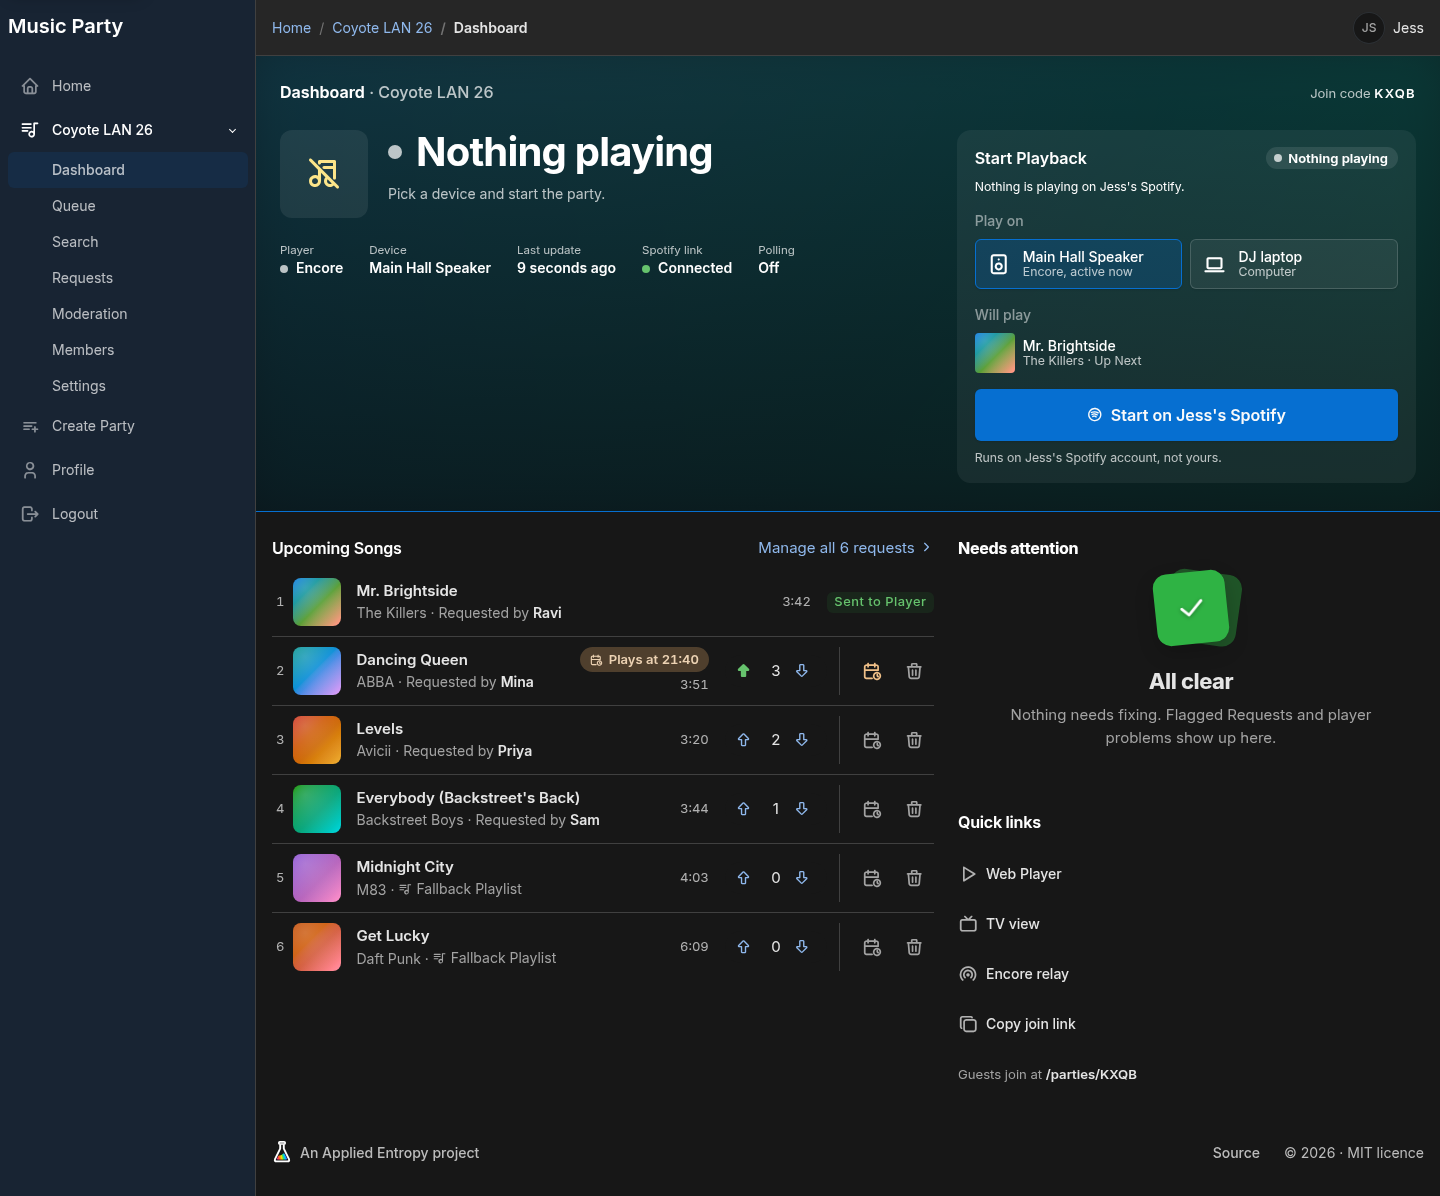 Music Party
Home
Coyote LAN 26
Dashboard
Queue
Search
Requests
Moderation
Members
Settings
Create Party
Profile
Logout
Home / Coyote LAN 26 / Dashboard
JS Jess
Dashboard · Coyote LAN 26
Join code KXQB
Nothing playing
Pick a device and start the party.
Player
Encore
Device
Main Hall Speaker
Last update
9 seconds ago
Spotify link
Connected
Polling
Off
Start Playback
Nothing playing
Nothing is playing on Jess's Spotify.
Play on
Main Hall Speaker
Encore, active now
DJ laptop
Computer
Will play
Mr. Brightside
The Killers · Up Next
Start on Jess's Spotify
Runs on Jess's Spotify account, not yours.
Upcoming Songs
Manage all 6 requests
1
Mr. Brightside
The Killers · Requested by Ravi
3:42
Sent to Player
2
Dancing Queen
ABBA · Requested by Mina
Plays at 21:40
3:51
3
3
Levels
Avicii · Requested by Priya
3:20
2
4
Everybody (Backstreet's Back)
Backstreet Boys · Requested by Sam
3:44
1
5
Midnight City
M83 · Fallback Playlist
4:03
0
6
Get Lucky
Daft Punk · Fallback Playlist
6:09
0
Needs attention
All clear
Nothing needs fixing. Flagged Requests and player
problems show up here.
Quick links
Web Player
TV view
Encore relay
Copy join link
Guests join at /parties/KXQB
An Applied Entropy project
Source
© 2026 · MIT licence